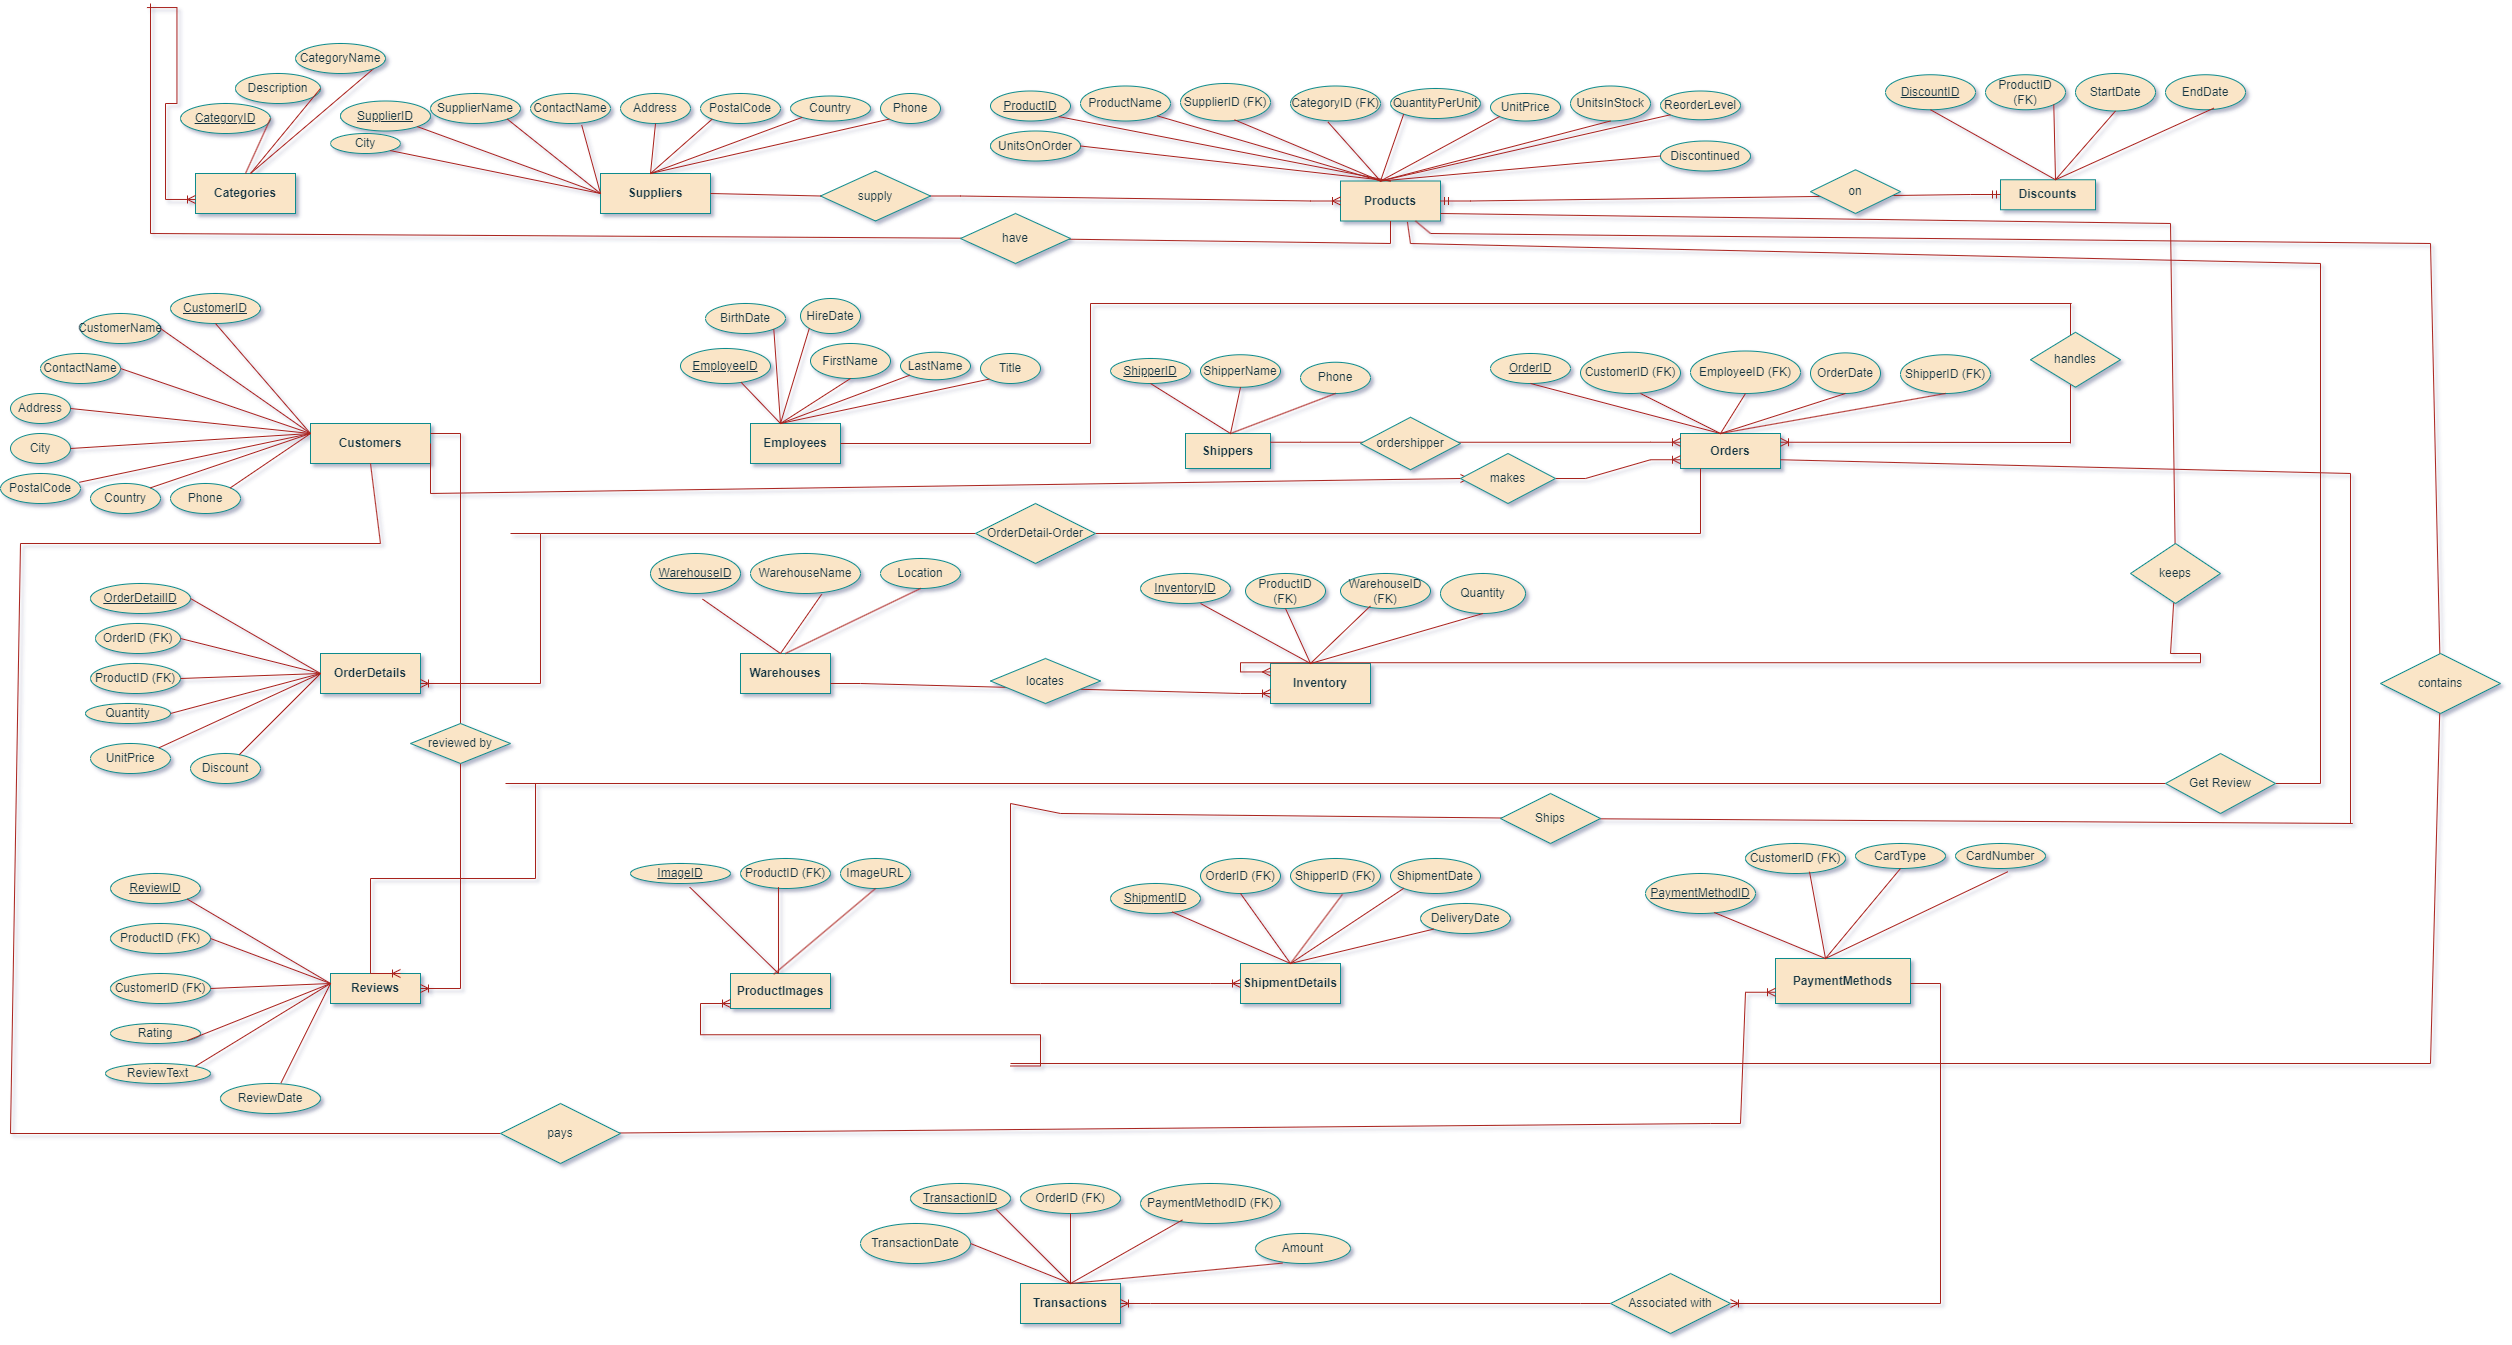 CategoryName
Description
CategoryID
Categories
SupplierID
SupplierName
ContactName
Address
PostalCode
Country
Phone
City
Suppliers
supply
ProductID
ProductName
SupplierID (FK)
CategoryID (FK)
QuantityPerUnit
UnitPrice
UnitsInStock
ReorderLevel
UnitsOnOrder
Discontinued
Products
on
DiscountID
ProductID
(FK)
StartDate
EndDate
Discounts
have
CustomerID
CustomerName
ContactName
Address
City
PostalCode
Country
Phone
Customers
BirthDate
HireDate
EmployeeID
FirstName
LastName
Title
Employees
ShipperID
ShipperName
Phone
Shippers
ordershipper
makes
OrderID
CustomerID (FK)
EmployeeID (FK)
OrderDate
ShipperID (FK)
Orders
handles
OrderDetail-Order
OrderDetailID
OrderID (FK)
ProductID (FK)
Quantity
UnitPrice
Discount
OrderDetails
reviewed by
WarehouseID
WarehouseName
Location
Warehouses
locates
InventoryID
ProductID
(FK)
WarehouseID
(FK)
Quantity
Inventory
keeps
contains
Get Review
Ships
ReviewID
ProductID (FK)
CustomerID (FK)
Rating
ReviewText
ReviewDate
Reviews
ImageID
ProductID (FK)
ImageURL
ProductImages
ShipmentID
OrderID (FK)
ShipperID (FK)
ShipmentDate
DeliveryDate
ShipmentDetails
PaymentMethodID
CustomerID (FK)
CardType
CardNumber
PaymentMethods
pays
TransactionID
OrderID (FK)
PaymentMethodID (FK)
TransactionDate
Amount
Transactions
Associated with